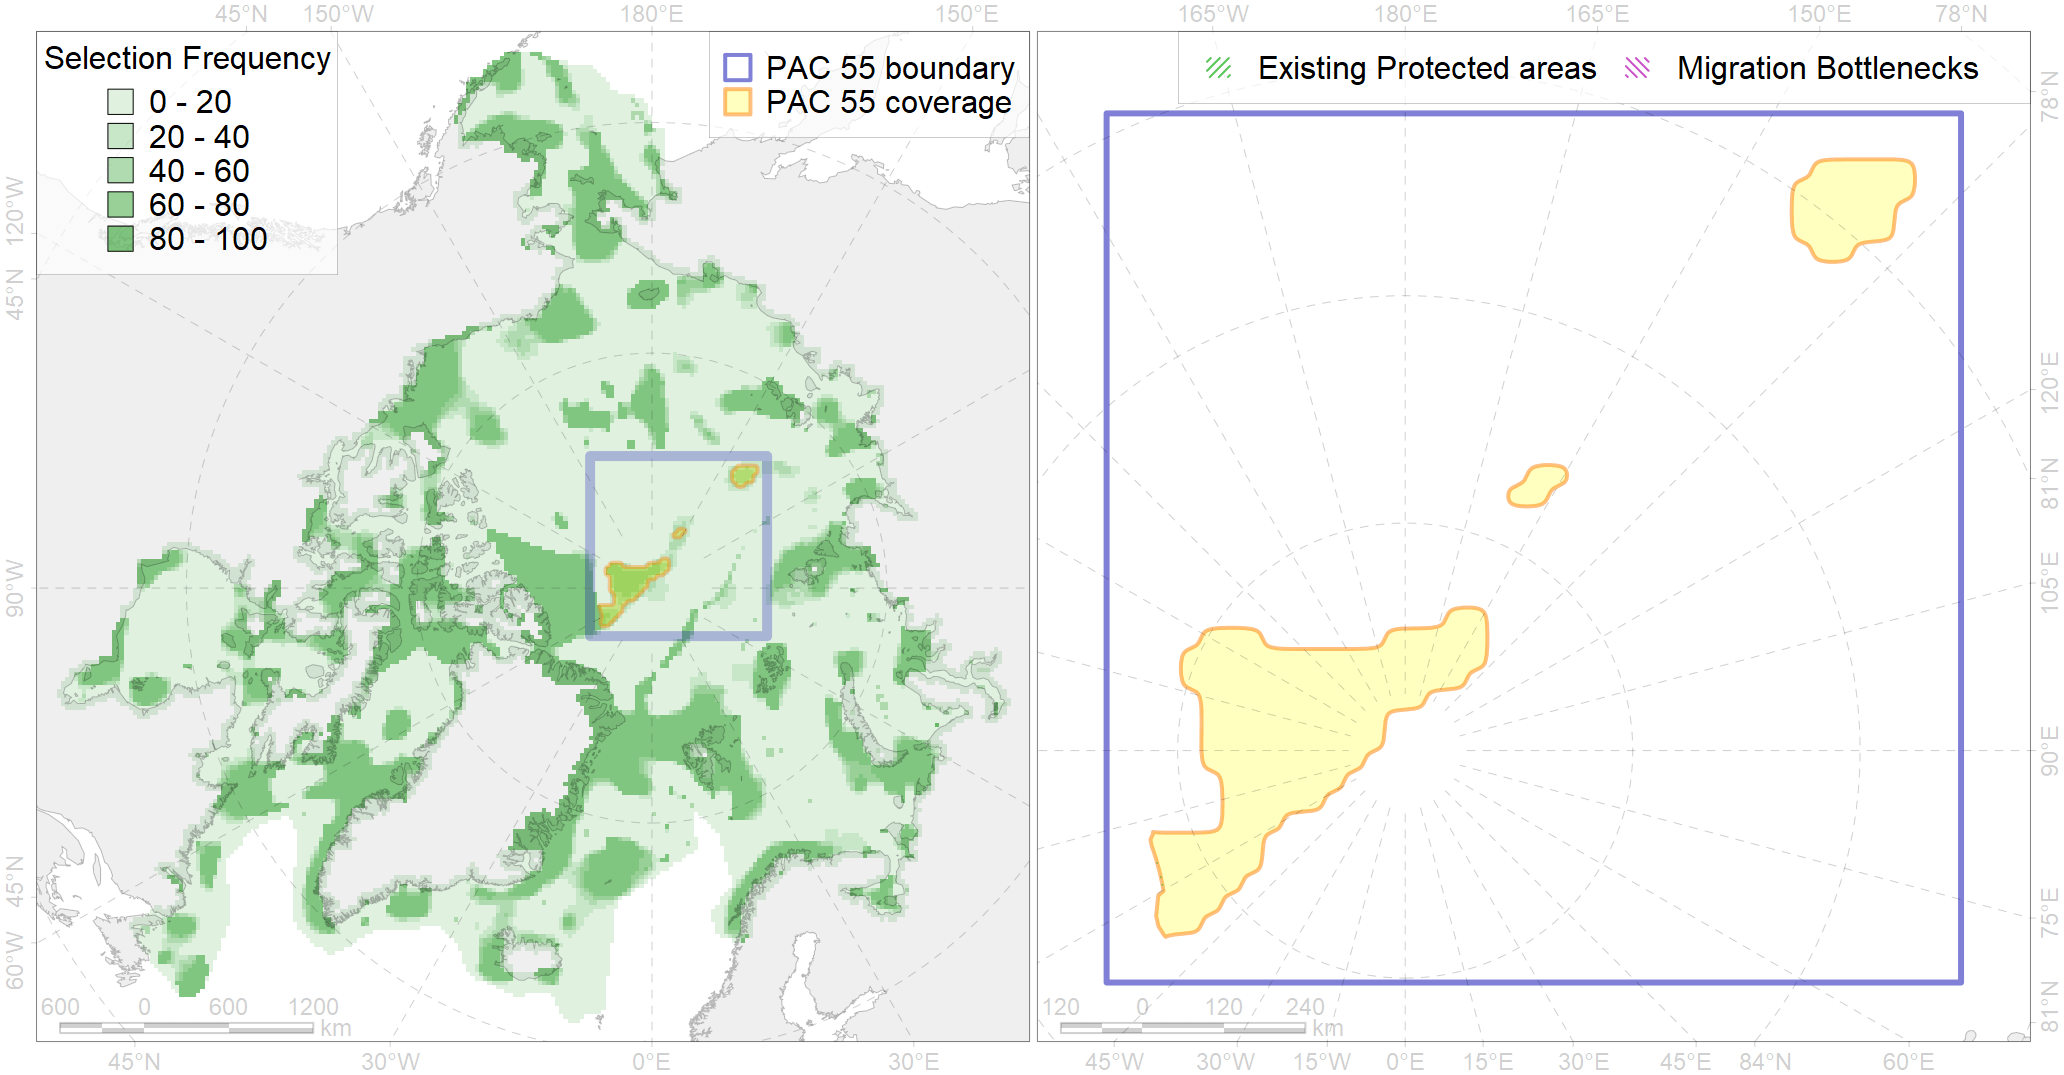 45°N 150°W 180°E 150°E 165°W 180°E 165°E 150°E 78°N
Selection Frequency
0 - 20
20 - 40
40 - 60
60 - 80
80 - 100
PAC 55 boundary
PAC 55 coverage
Existing Protected areas
Migration Bottlenecks
120°W
45°N
90°W
45°N
60°W
78°N
120°E
81°N
105°E
90°E
75°E
81°N
600 0 600 1200
km
120 0 120 240
km
45°N 30°W 0°E 30°E 45°W 30°W 15°W 0°E 15°E 30°E 45°E 84°N 60°E